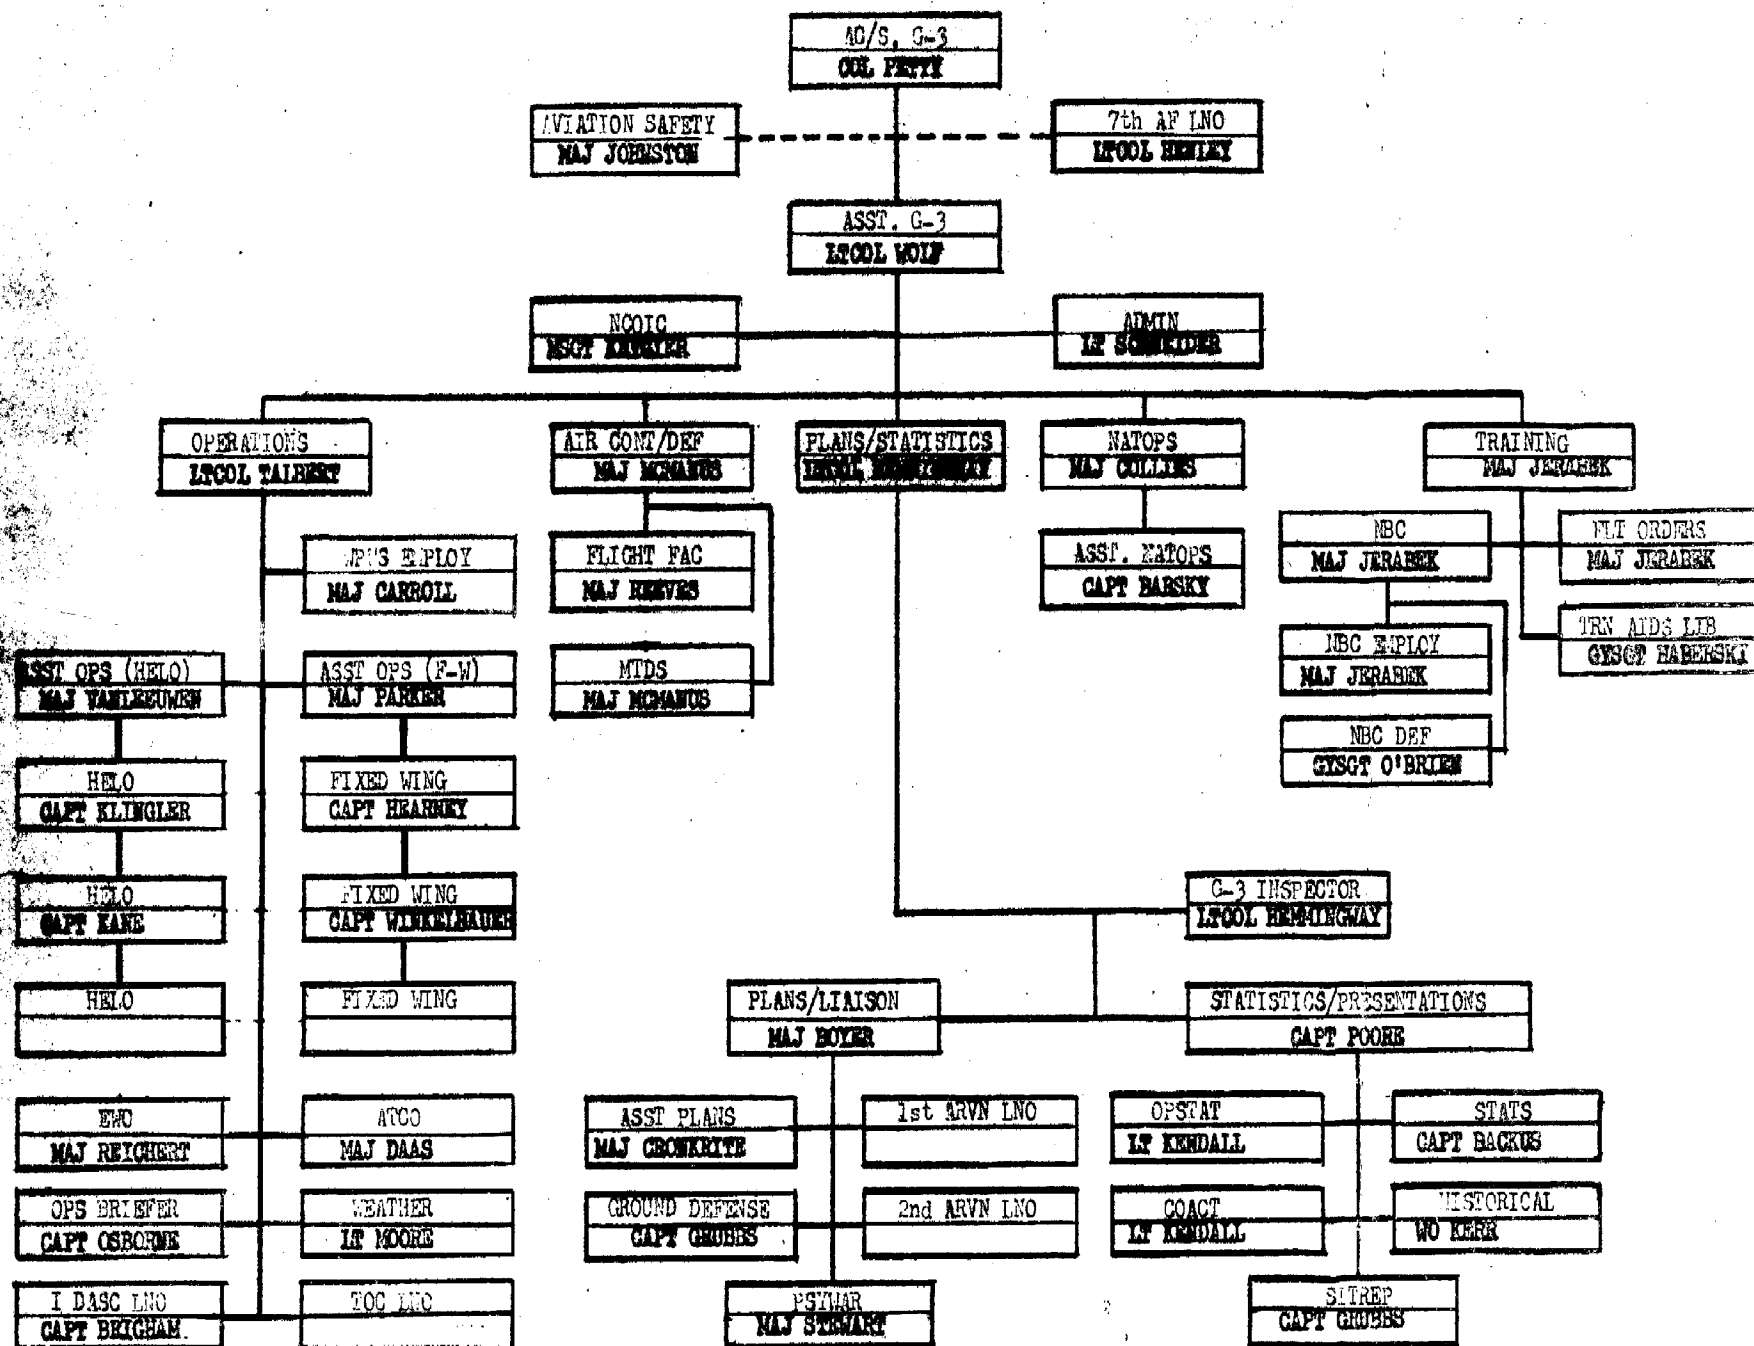 AC/S, G-3
COL PETTY
AVIATION SAFETY
MAJ JOHNSTON
7th AF LNO
LTCOL HENLEY
ASST. G-3
LTCOL WOLF
NCOIC
MSGT
ADMIN
LT SCHNEIDER
OPERATIONS
LTCOL TALBERT
AIR CONT/DEF
MAJ MCMANUS
PLANS/STATISTICS
LTCOL HEMMINGWAY
NATOPS
MAJ COLLIES
TRAINING
MAJ JERABEK
WPNS EMPLOY
MAJ CARROLL
FLIGHT FAC
MAJ REEVES
ASST. NATOPS
CAPT BARSKY
NBC
MAJ JERABEK
FLT ORDERS
MAJ JERABEK
ASST OPS (HELO)
MAJ VANLEEUWEN
ASST OPS (F-W)
MAJ PARKER
MTDS
MAJ MCMANUS
NBC EMPLOY
MAJ JERABEK
TRN AIDS LIB
GYSGT HABERSKI
NBC DEF
GYSGT O'BRIEN
HELO
CAPT KLINGLER
FIXED WING
CAPT HEARNEY
HELO
CAPT KANE
FIXED WING
CAPT WINKELBAUER
G-3 INSPECTOR
LTCOL HEMMINGWAY
HELO
FIXED WING
PLANS/LIAISON
MAJ BOYER
STATISTICS/PRESENTATIONS
CAPT POORE
EWO
MAJ REICHERT
ATCO
MAJ DAAS
ASST PLANS
MAJ CRONKRITE
1st ARVN LNO
OPSTAT
LT KENDALL
STATS
CAPT BACKUS
OPS BRIEFER
CAPT OSBORNE
WEATHER
LT MOORE
GROUND DEFENSE
CAPT GRUBBS
2nd ARVN LNO
COACT
LT KENDALL
HISTORICAL
WO KERR
I DASC LNO
CAPT BRIGHAM
TOC LNO
PSYWAR
MAJ STEWART
SITREP
CAPT GRUBBS